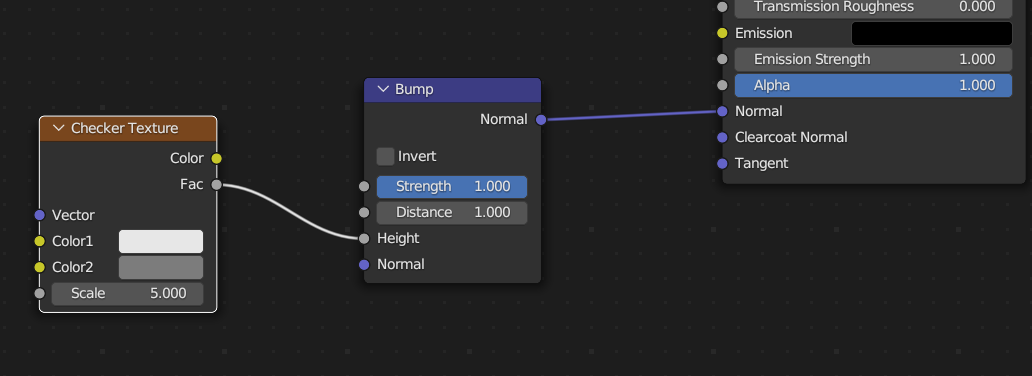 Checker Texture
Color
Fac
Vector
Color1
Color2
Scale 5.000
Bump
Normal
Invert
Strength 1.000
Distance 1.000
Height
Normal
Transmission Roughness 0.000
Emission
Emission Strength 1.000
Alpha 1.000
Normal
Clearcoat Normal
Tangent